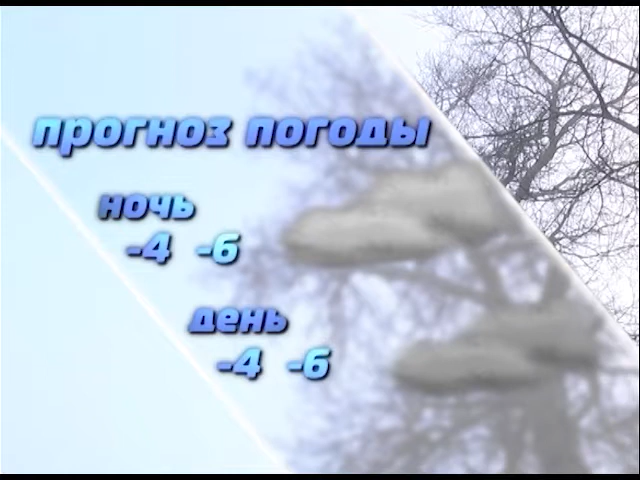 прогноз погоды
ночь
-4 -6
день
-4 -6